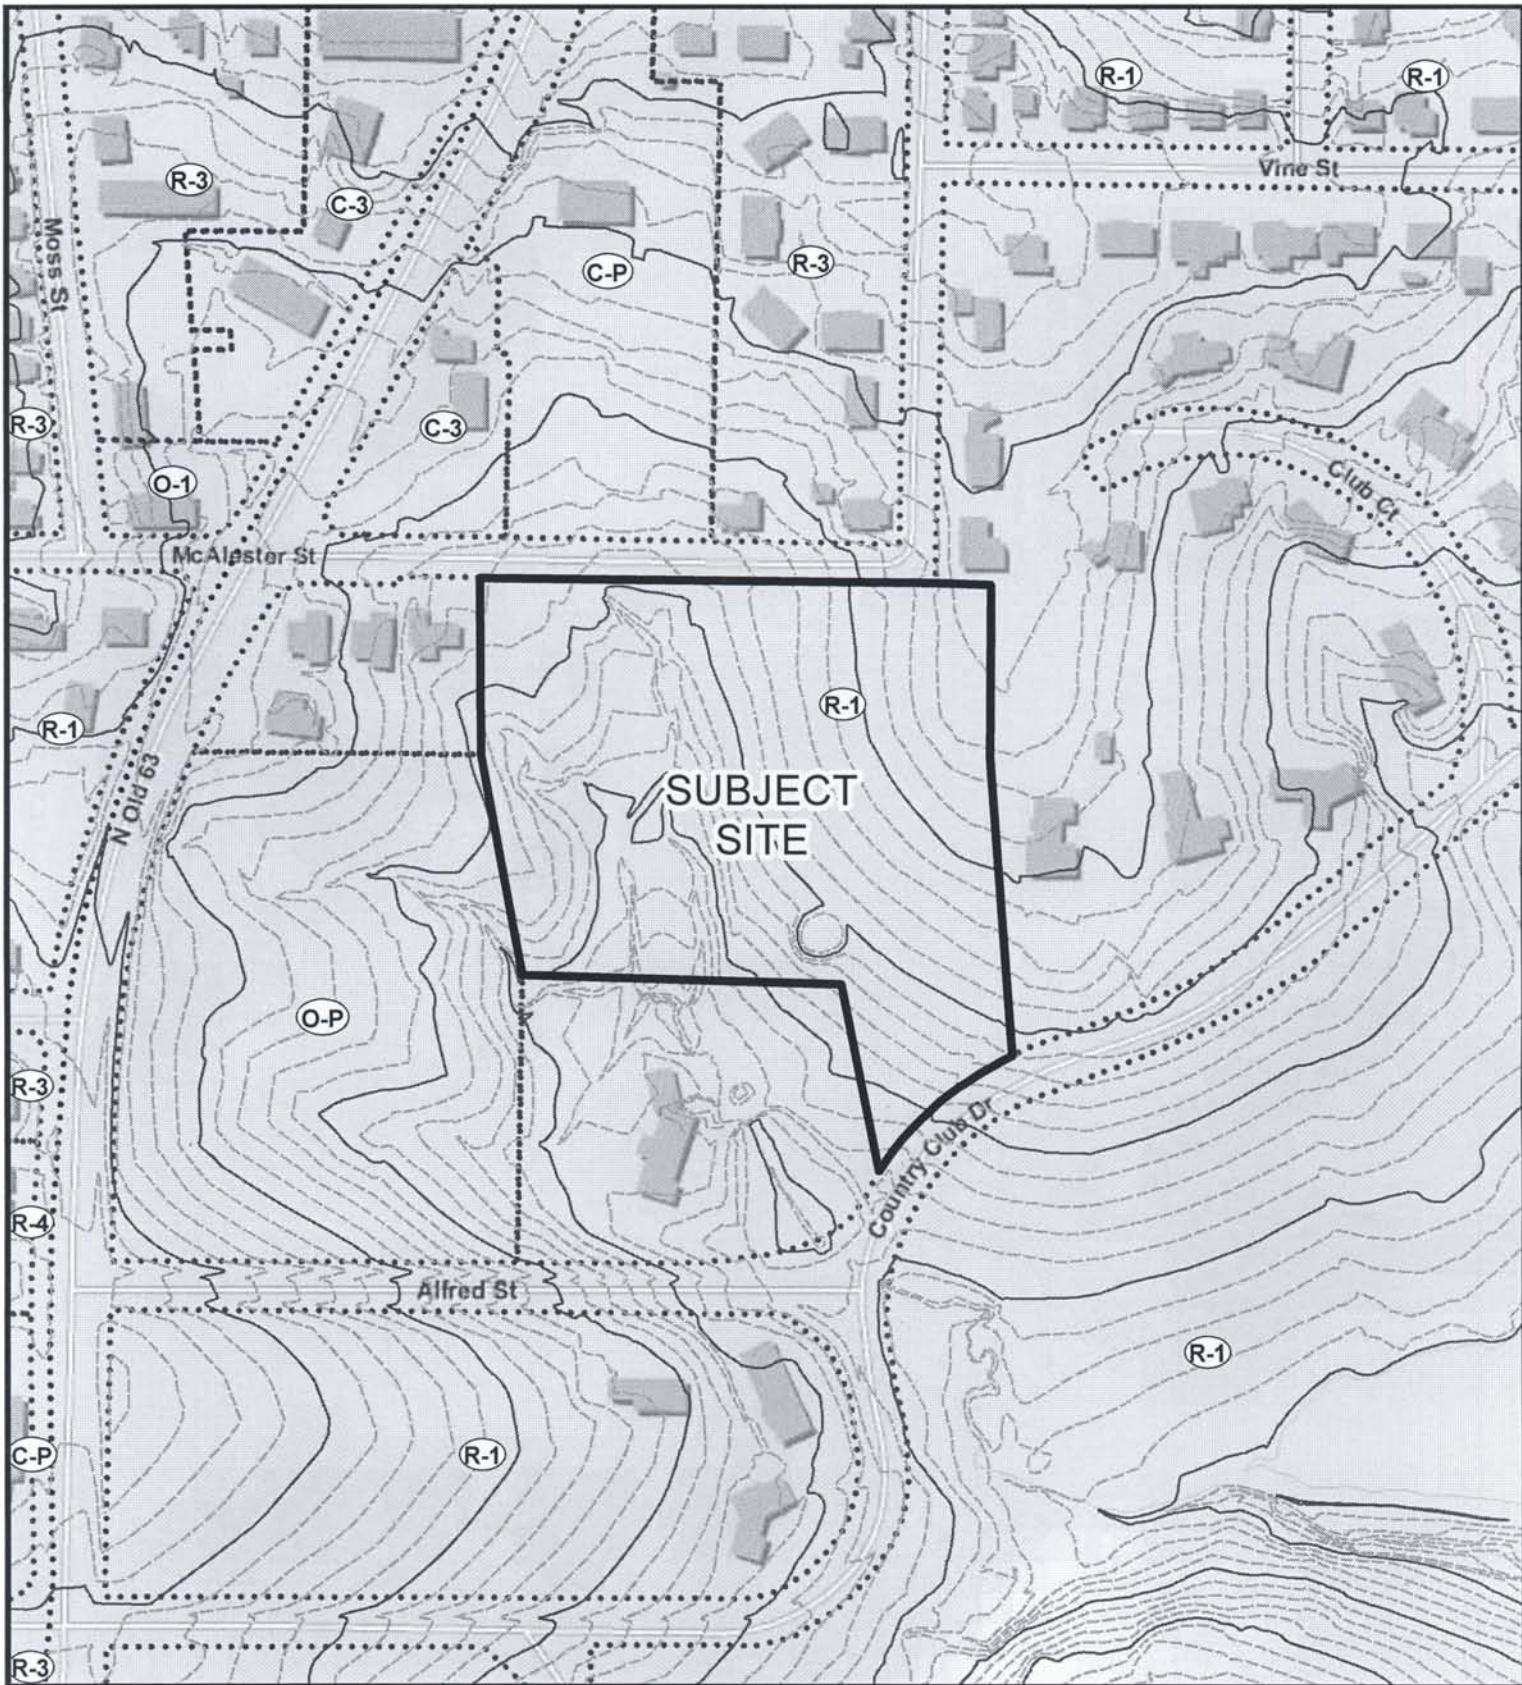 R-1
R-1
Vine St
R-3
C-3
Moss St
C-P
R-3
R-3
C-3
O-1
Club Ct
McAlester St
R-1
R-1
N Old 63
SUBJECT
SITE
O-P
R-3
Country Club Dr
R-4
Alfred St
R-1
C-P
R-1
R-3